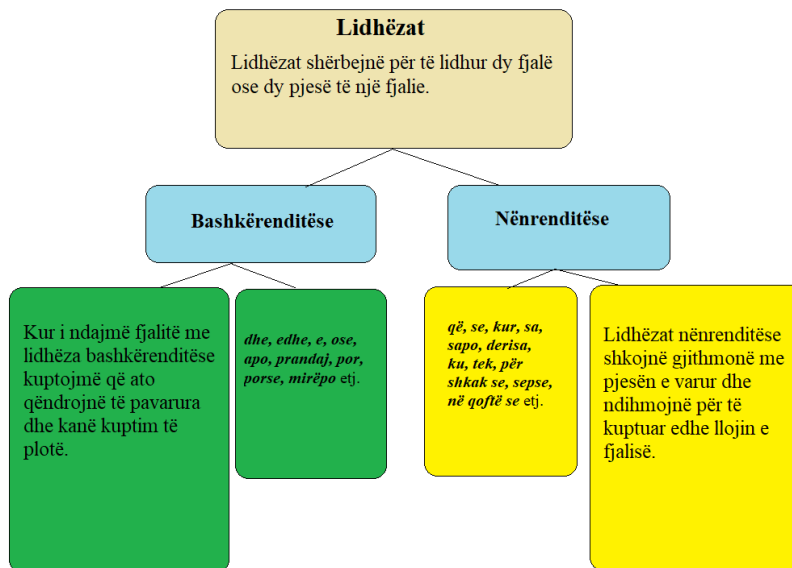 Lidhëzat
Lidhëzat shërbejnë për të lidhur dy fjalë
ose dy pjesë të një fjalie.
Bashkërenditëse
Nënrenditëse
Kur i ndajmë fjalitë me
lidhëza bashkërenditëse
kuptojmë që ato
qëndrojnë të pavarura
dhe kanë kuptim të
plotë.
dhe, edhe, e, ose,
apo, prandaj, por,
porse, mirëpo etj.
që, se, kur, sa,
sapo, derisa,
ku, tek, për
shkak se, sepse,
në qoftë se etj.
Lidhëzat nënrenditëse
shkojnë gjithmonë me
pjesën e varur dhe
ndihmojnë për të
kuptuar edhe llojin e
fjalisë.